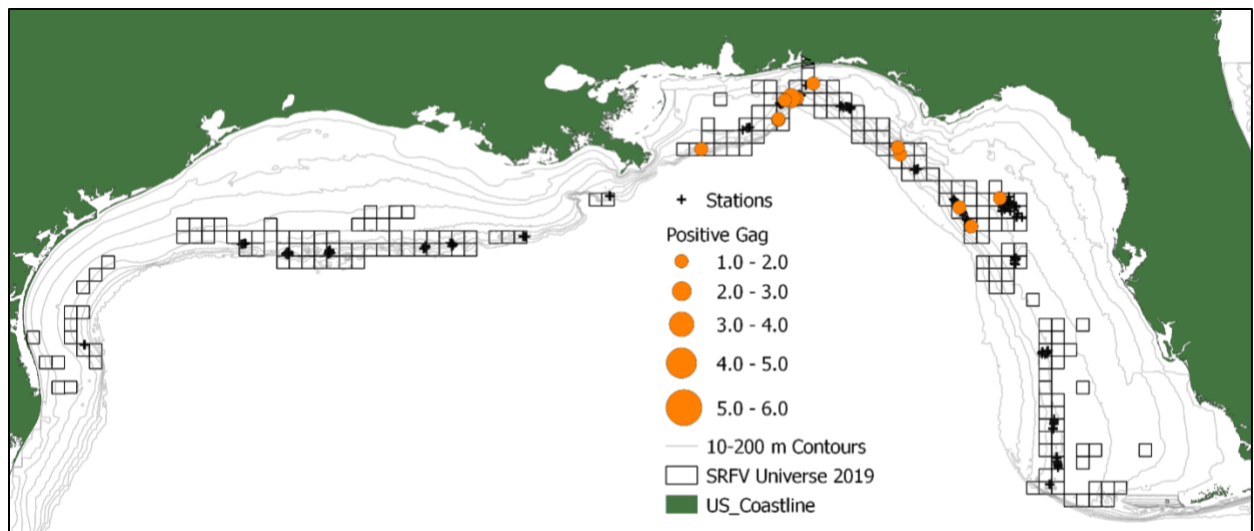 Stations
Positive Gag
1.0 - 2.0
2.0 - 3.0
3.0 - 4.0
4.0 - 5.0
5.0 - 6.0
10-200 m Contours
SRFV Universe 2019
US_Coastline